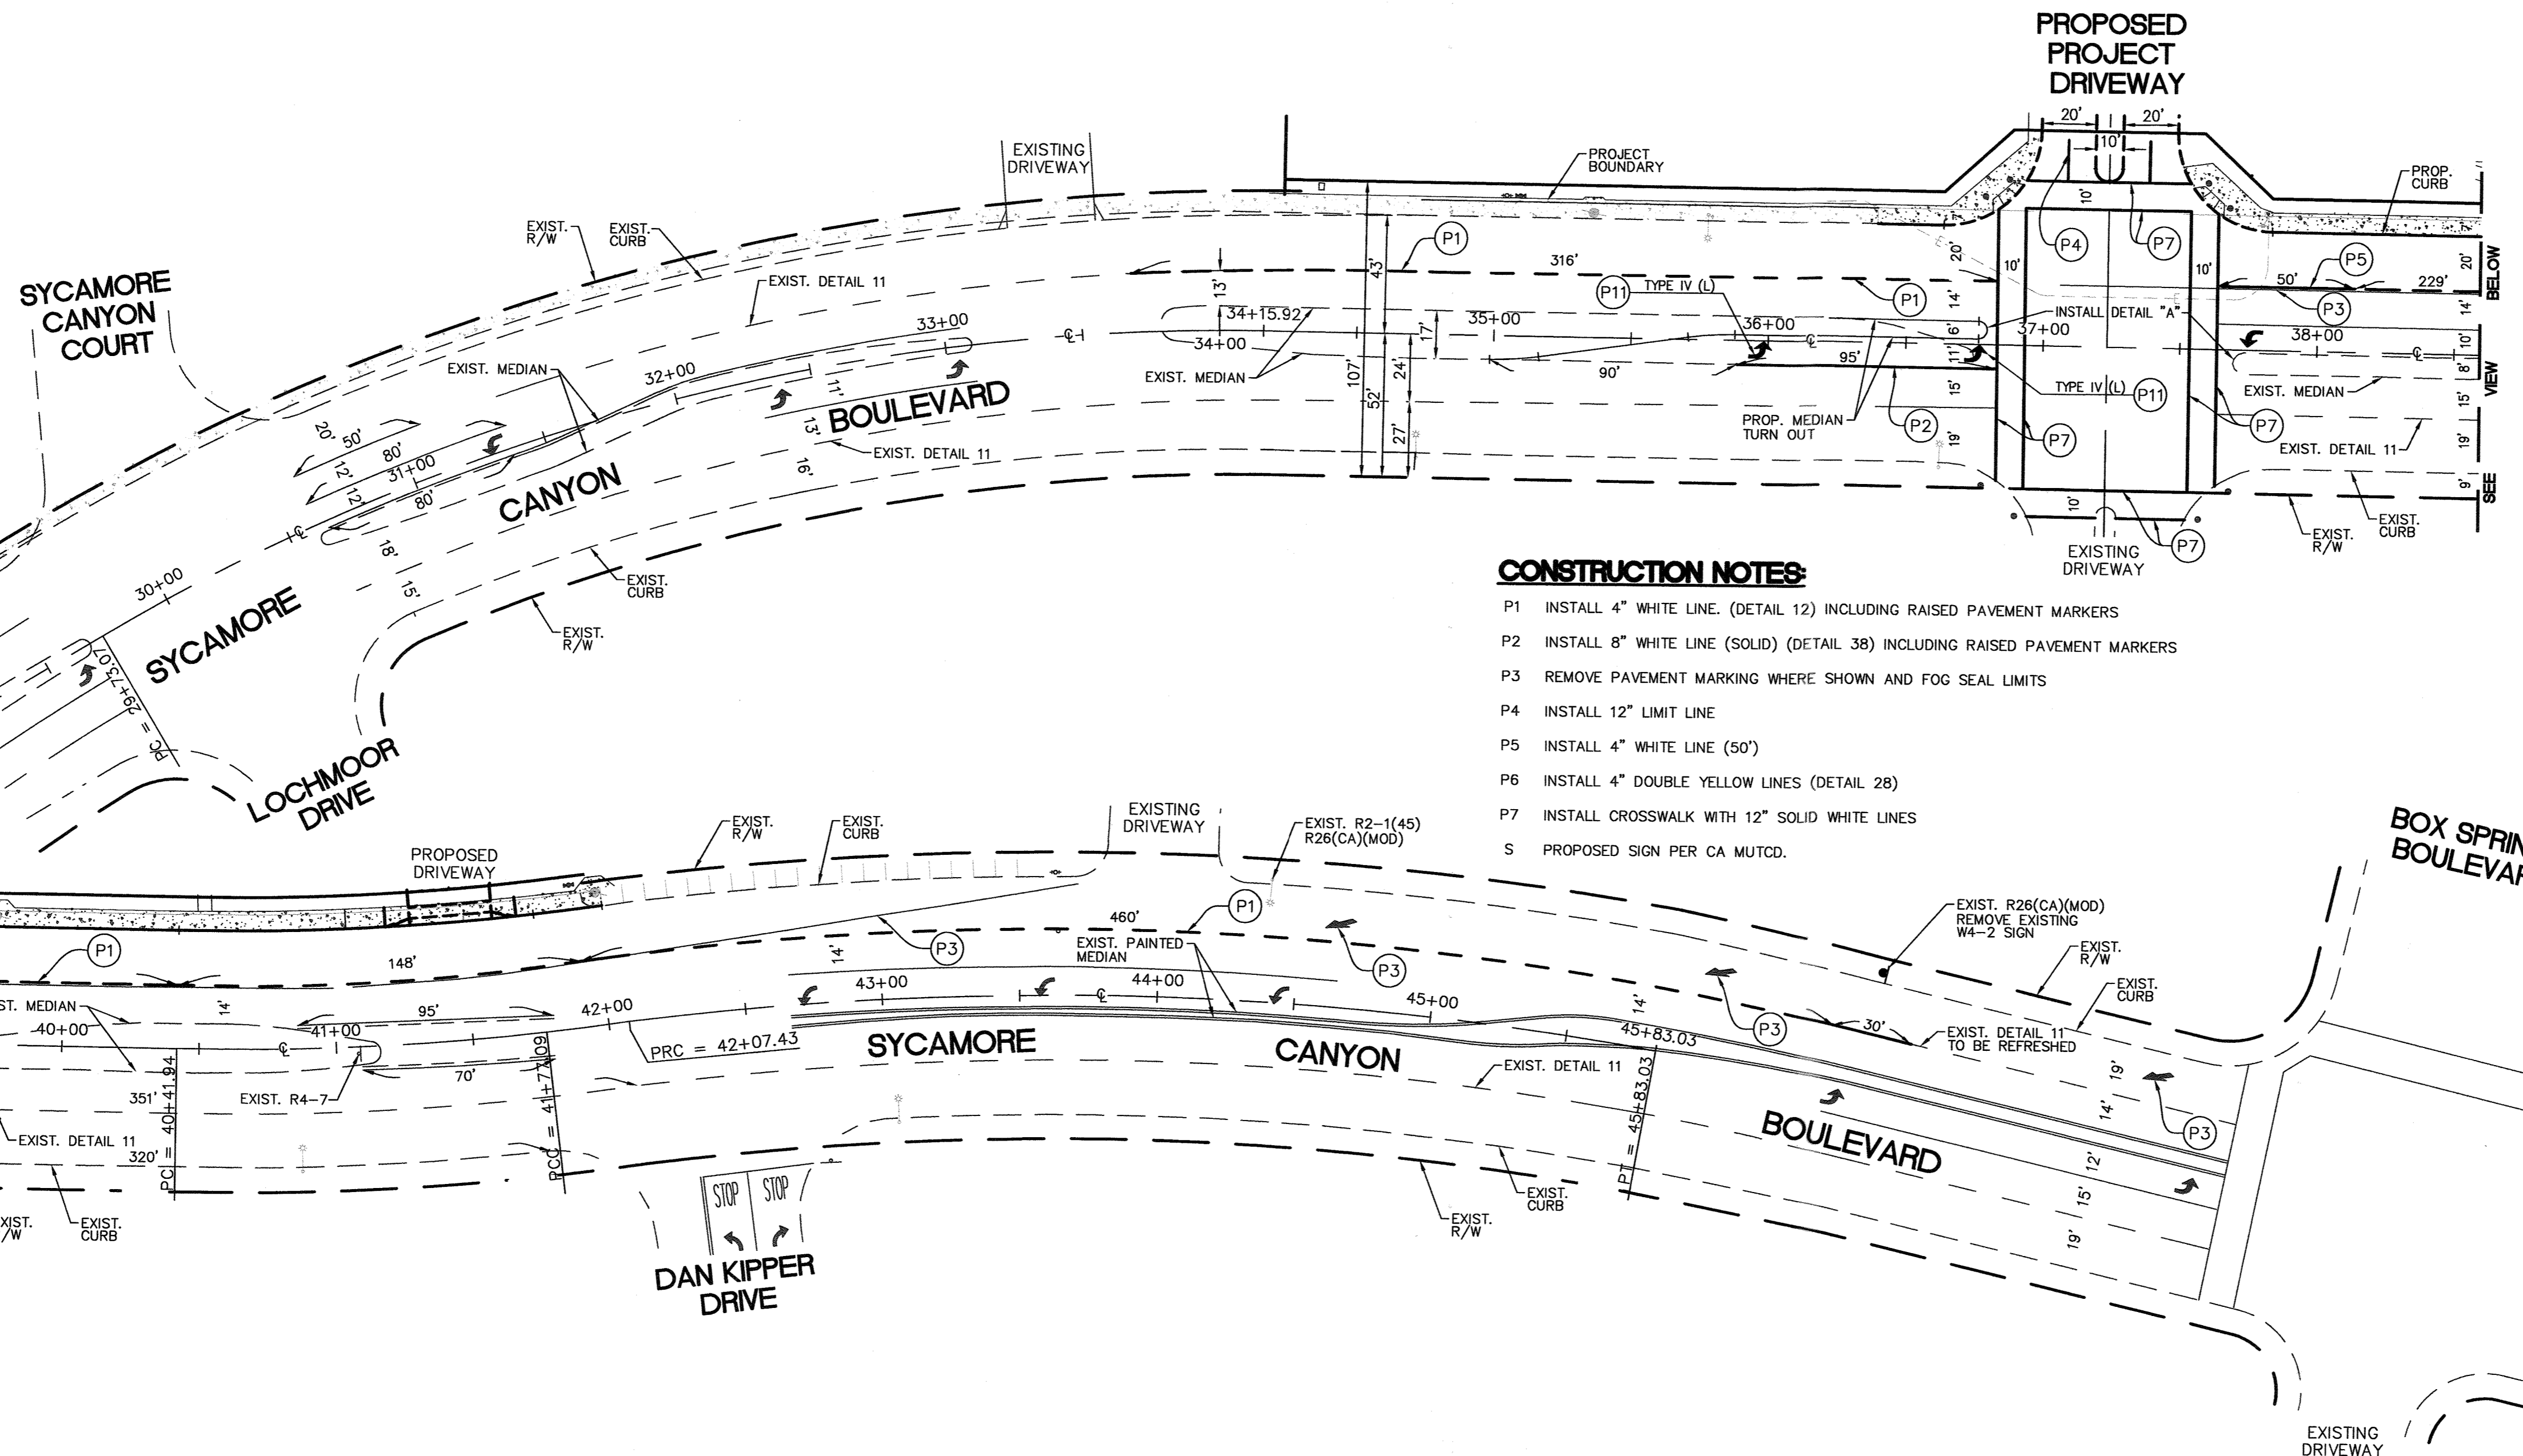 PROPOSED
PROJECT
DRIVEWAY
20'
20'
10'
EXISTING
DRIVEWAY
PROJECT
BOUNDARY
PROP.
CURB
EXIST.
R/W
EXIST.
CURB
P1
316'
10'
P4
P7
P5
50'
229'
20'
BELOW
SYCAMORE
CANYON
COURT
EXIST. DETAIL 11
13'
43'
P11
TYPE IV (L)
P1
20'
10'
10'
14'
P3
14'
33+00
34+15.92
34+00
17'
35+00
36+00
6'
INSTALL DETAIL "A"
37+00
38+00
10'
EXIST. MEDIAN
32+00
11'
EXIST. MEDIAN
107'
52'
24'
90'
95'
11'
TYPE IV (L)
P11
EXIST. MEDIAN
8'
VIEW
BOULEVARD
13'
EXIST. DETAIL 11
27'
PROP. MEDIAN
TURN OUT
P2
15'
19'
P7
P7
EXIST. DETAIL 11
15'
19'
20'
50'
12'
80'
31+00
12'
80'
CANYON
16'
18'
15'
10'
P7
9'
SEE
EXIST.
CURB
EXIST.
R/W
EXISTING
DRIVEWAY
30+00
SYCAMORE
EXIST.
CURB
EXIST.
R/W
PC = 29+73.07
LOCHMOOR
DRIVE
CONSTRUCTION NOTES:
P1 INSTALL 4" WHITE LINE. (DETAIL 12) INCLUDING RAISED PAVEMENT MARKERS
P2 INSTALL 8" WHITE LINE (SOLID) (DETAIL 38) INCLUDING RAISED PAVEMENT MARKERS
P3 REMOVE PAVEMENT MARKING WHERE SHOWN AND FOG SEAL LIMITS
P4 INSTALL 12" LIMIT LINE
P5 INSTALL 4" WHITE LINE (50')
P6 INSTALL 4" DOUBLE YELLOW LINES (DETAIL 28)
P7 INSTALL CROSSWALK WITH 12" SOLID WHITE LINES
S PROPOSED SIGN PER CA MUTCD.
PROPOSED
DRIVEWAY
EXIST.
R/W
EXIST.
CURB
EXISTING
DRIVEWAY
EXIST. R2-1(45)
R26(CA)(MOD)
BOX SPRIN
BOULEVAR
P1
148'
P3
14'
460'
P1
EXIST. PAINTED
MEDIAN
P3
EXIST. R26(CA)(MOD)
REMOVE EXISTING
W4-2 SIGN
EXIST.
R/W
EXIST.
CURB
ST. MEDIAN
14'
95'
40+00
41+00
42+00
43+00
44+00
45+00
14'
P3
30'
EXIST. DETAIL 11
TO BE REFRESHED
PRC = 42+07.43
SYCAMORE
CANYON
45+83.03
EXIST. DETAIL 11
351'
70'
EXIST. R4-7
PC = 40+41.94
PT = 45+83.03
19'
14'
P3
EXIST. DETAIL 11
320'
BOULEVARD
12'
15'
19'
XIST.
/W
EXIST.
CURB
STOP
STOP
EXIST.
R/W
EXIST.
CURB
DAN KIPPER
DRIVE
EXISTING
DRIVEWAY